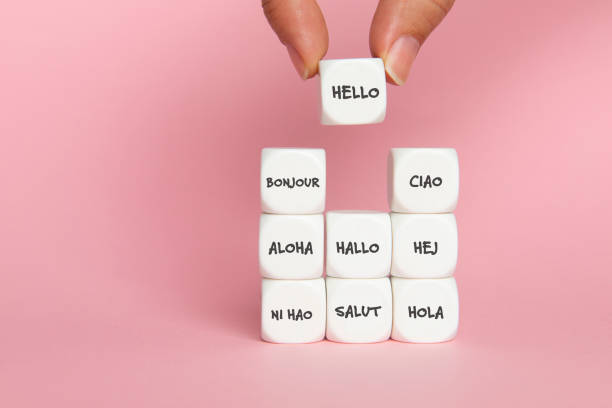 HELLO
BONJOUR
CIAO
ALOHA
HALLO
HEJ
NI HAO
SALUT
HOLA